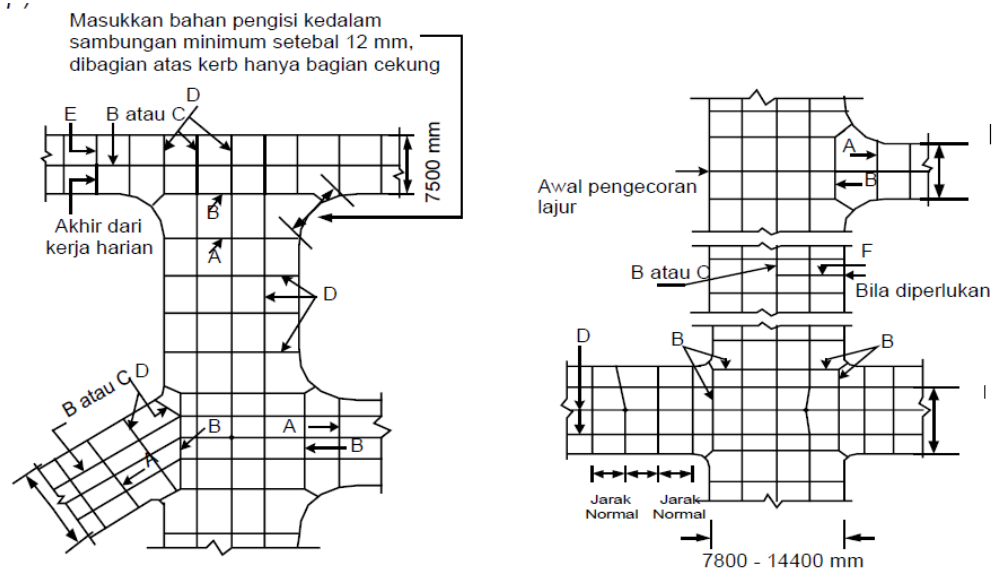 Masukkan bahan pengisi kedalam
sambungan minimum setebal 12 mm,
dibagian atas kerb hanya bagian cekung
D
E
B atau C
7500 mm
B
Akhir dari
kerja harian
A
D
B atau C
D
B
A
A
B
A
B
Awal pengecoran
lajur
F
B atau C
Bila diperlukan
D
B
B
Jarak
Normal
Jarak
Normal
7800 - 14400 mm